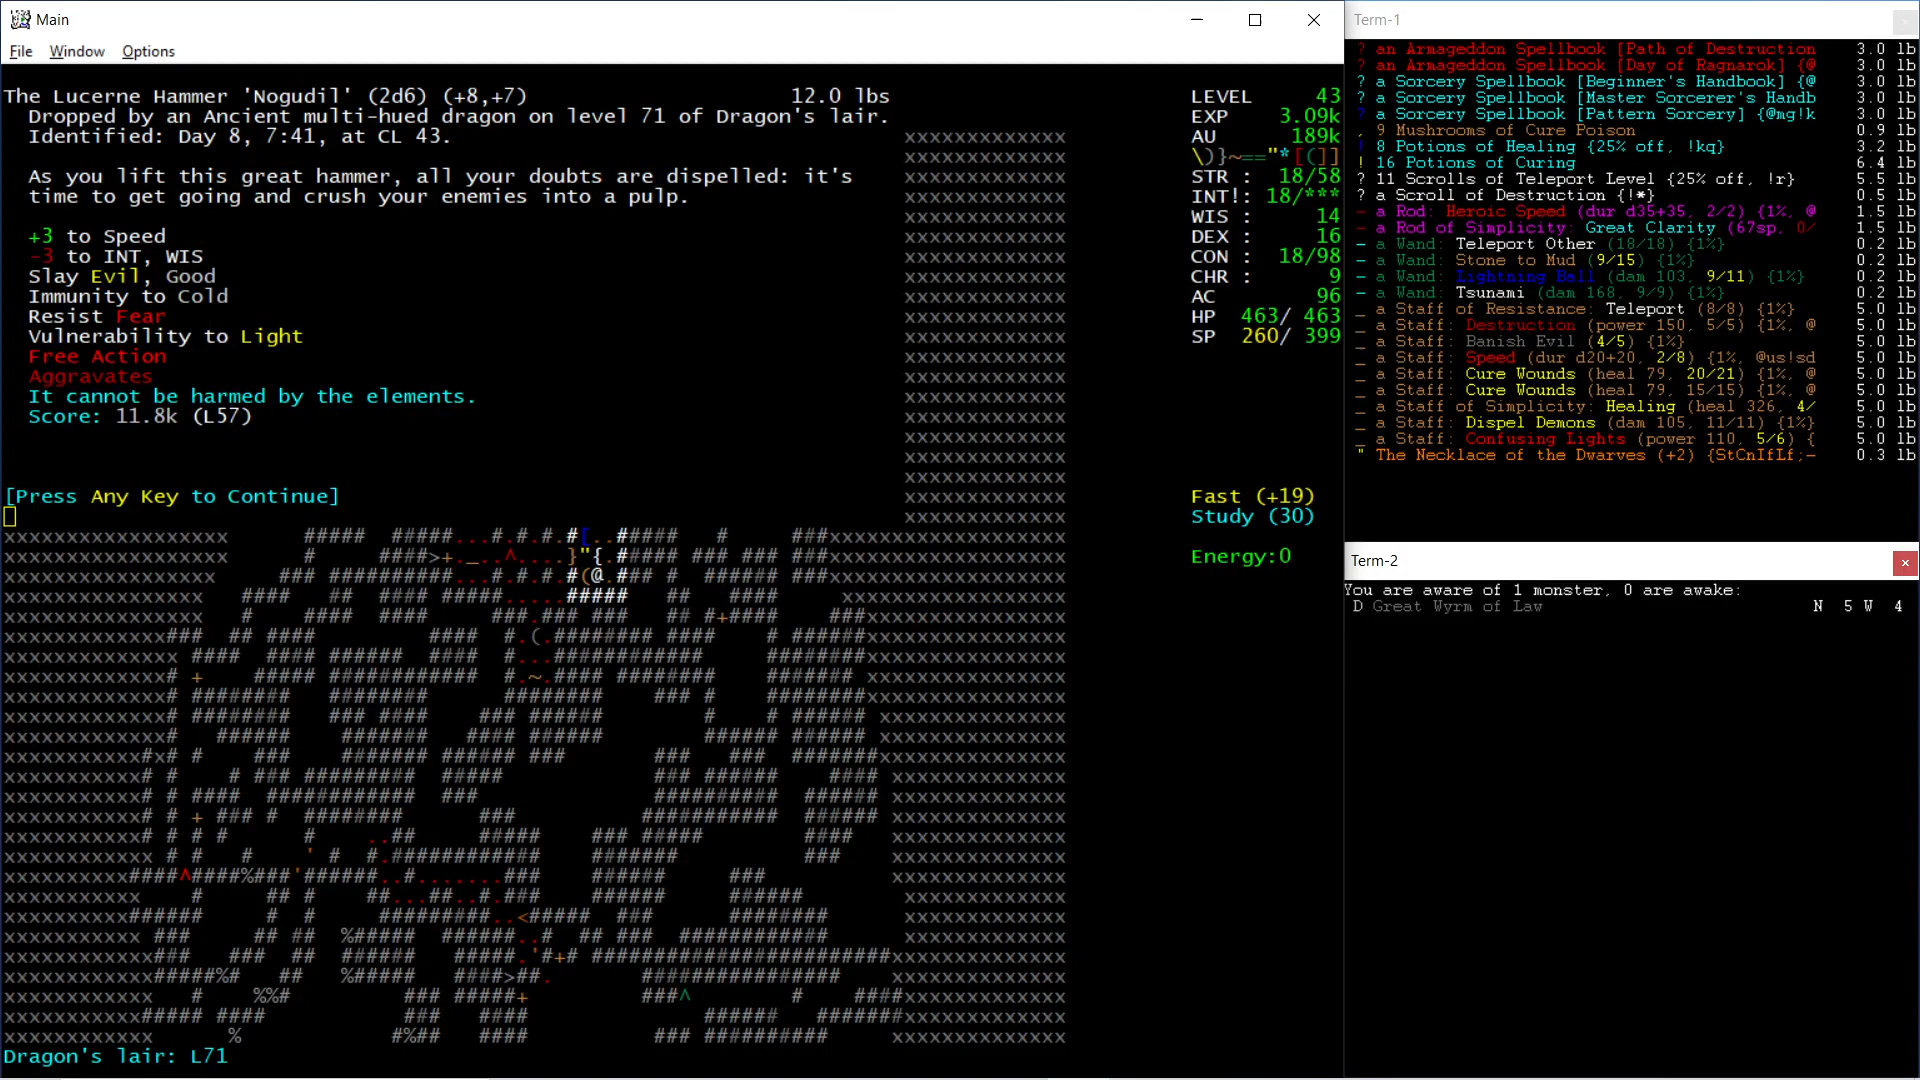 Main
File Window Options
The Lucerne Hammer 'Nogudil' (2d6) (+8,+7) 12.0 lbs
Dropped by an Ancient multi-hued dragon on level 71 of Dragon's lair.
Identified: Day 8, 7:41, at CL 43.
As you lift this great hammer, all your doubts are dispelled: it's
time to get going and crush your enemies into a pulp.
+3 to Speed
-3 to INT, WIS
Slay Evil, Good
Immunity to Cold
Resist Fear
Vulnerability to Light
Free Action
Aggravates
It cannot be harmed by the elements.
Score: 11.8k (L57)
[Press Any Key to Continue]
LEVEL 43
EXP 3.09k
AU 189k
\)}~=="*[(]]
STR : 18/58
INT!: 18/***
WIS : 14
DEX : 16
CON : 18/98
CHR : 9
AC 96
HP 463/ 463
SP 260/ 399
Fast (+19)
Study (30)
Energy:0
Dragon's lair: L71
Term-1
? an Armageddon Spellbook [Path of Destruction 3.0 lb
? an Armageddon Spellbook [Day of Ragnarok] {@ 3.0 lb
? a Sorcery Spellbook [Beginner's Handbook] {@ 3.0 lb
? a Sorcery Spellbook [Master Sorcerer's Handb 3.0 lb
? a Sorcery Spellbook [Pattern Sorcery] {@mg!k 3.0 lb
, 9 Mushrooms of Cure Poison 0.9 lb
! 8 Potions of Healing {25% off, !kq} 3.2 lb
! 16 Potions of Curing 6.4 lb
? 11 Scrolls of Teleport Level {25% off, !r} 5.5 lb
? a Scroll of Destruction {!*} 0.5 lb
- a Rod: Heroic Speed (dur d35+35, 2/2) {1%, @ 1.5 lb
- a Rod of Simplicity: Great Clarity (67sp, 0/ 1.5 lb
- a Wand: Teleport Other (18/18) {1%} 0.2 lb
- a Wand: Stone to Mud (9/15) {1%} 0.2 lb
- a Wand: Lightning Ball (dam 103, 9/11) {1%} 0.2 lb
- a Wand: Tsunami (dam 168, 9/9) {1%} 0.2 lb
_ a Staff of Resistance: Teleport (8/8) {1%} 5.0 lb
_ a Staff: Destruction (power 150, 5/5) {1%, @ 5.0 lb
_ a Staff: Banish Evil (4/5) {1%} 5.0 lb
_ a Staff: Speed (dur d20+20, 2/8) {1%, @us!sd 5.0 lb
_ a Staff: Cure Wounds (heal 79, 20/21) {1%, @ 5.0 lb
_ a Staff: Cure Wounds (heal 79, 15/15) {1%, @ 5.0 lb
_ a Staff of Simplicity: Healing (heal 326, 4/ 5.0 lb
_ a Staff: Dispel Demons (dam 105, 11/11) {1%} 5.0 lb
_ a Staff: Confusing Lights (power 110, 5/6) { 5.0 lb
" The Necklace of the Dwarves (+2) {StCnIfLf;- 0.3 lb
Term-2
You are aware of 1 monster, 0 are awake:
D Great Wyrm of Law N 5 W 4